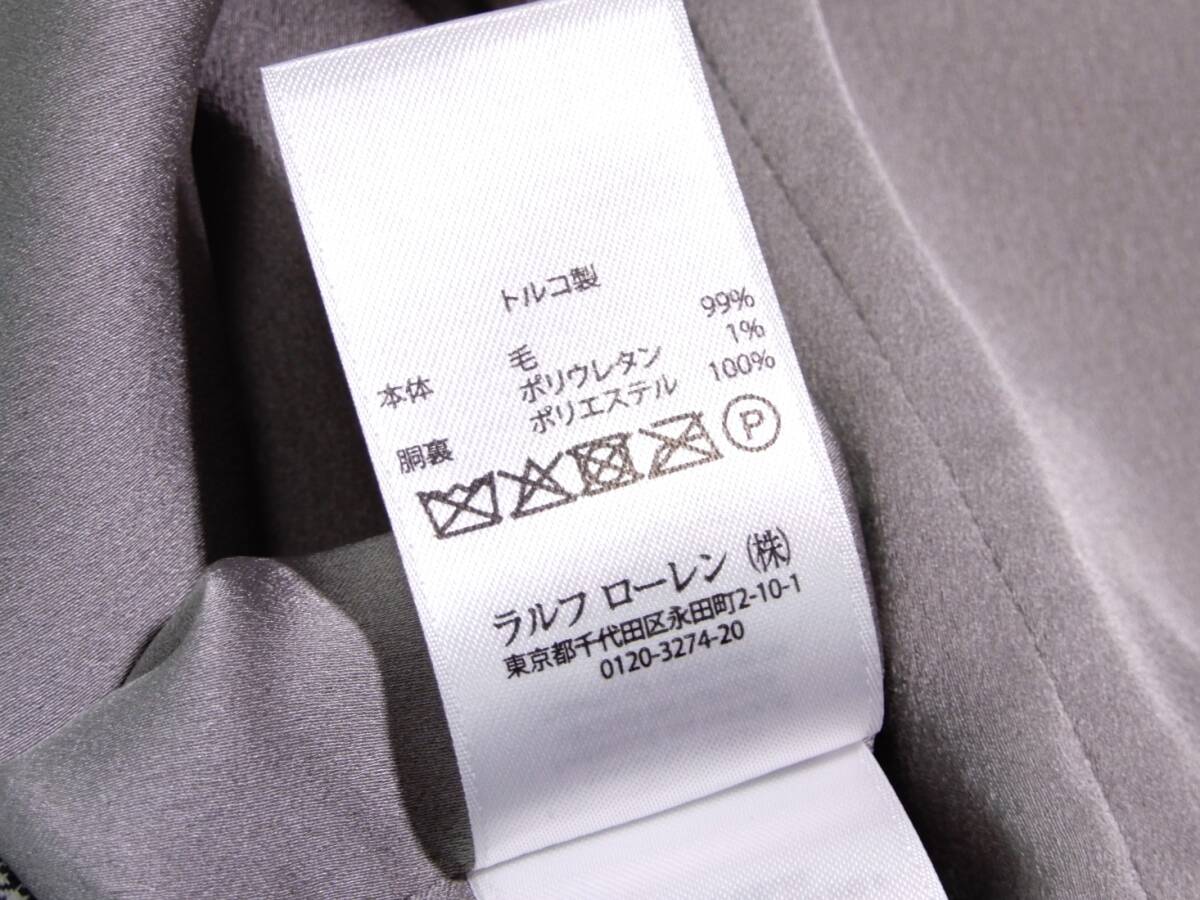 トルコ製
本体 毛 99%
ポリウレタン 1%
胴裏 ポリエステル 100%
P
ラルフ ローレン (株)
東京都千代田区永田町2-10-1
0120-3274-20